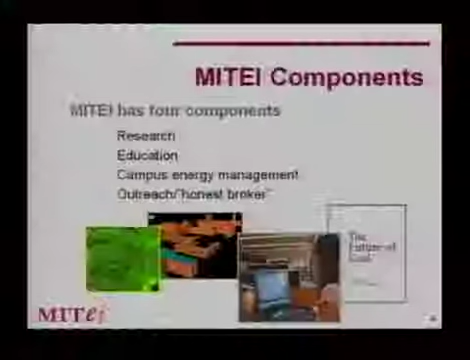 MITEI Components
MITEI has four components
Research
Education
Campus energy management
Outreach/"honest broker"
The
Future of
Coal
MITei